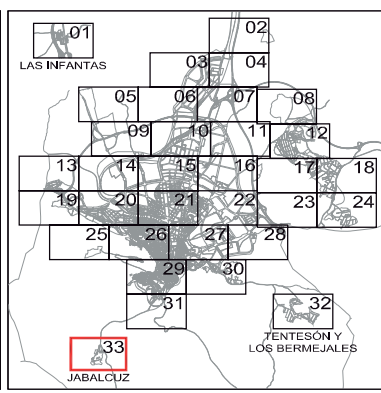 01
LAS INFANTAS
02
03 04
05 06 07 08
09 10 11 12
13 14 15 16 17 18
19 20 21 22 23 24
25 26 27 28
29 30
31 32
TENTESÓN Y
LOS BERMEJALES
33
JABALCUZ